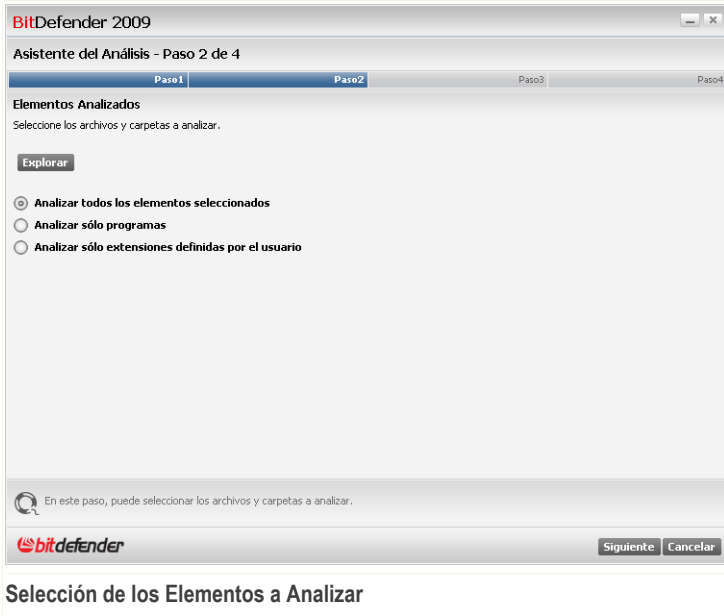 BitDefender 2009
Asistente del Análisis - Paso 2 de 4
Paso1 Paso2 Paso3 Paso4
Elementos Analizados
Seleccione los archivos y carpetas a analizar.
Explorar
Analizar todos los elementos seleccionados
Analizar sólo programas
Analizar sólo extensiones definidas por el usuario
En este paso, puede seleccionar los archivos y carpetas a analizar.
bitdefender
Siguiente Cancelar
Selección de los Elementos a Analizar